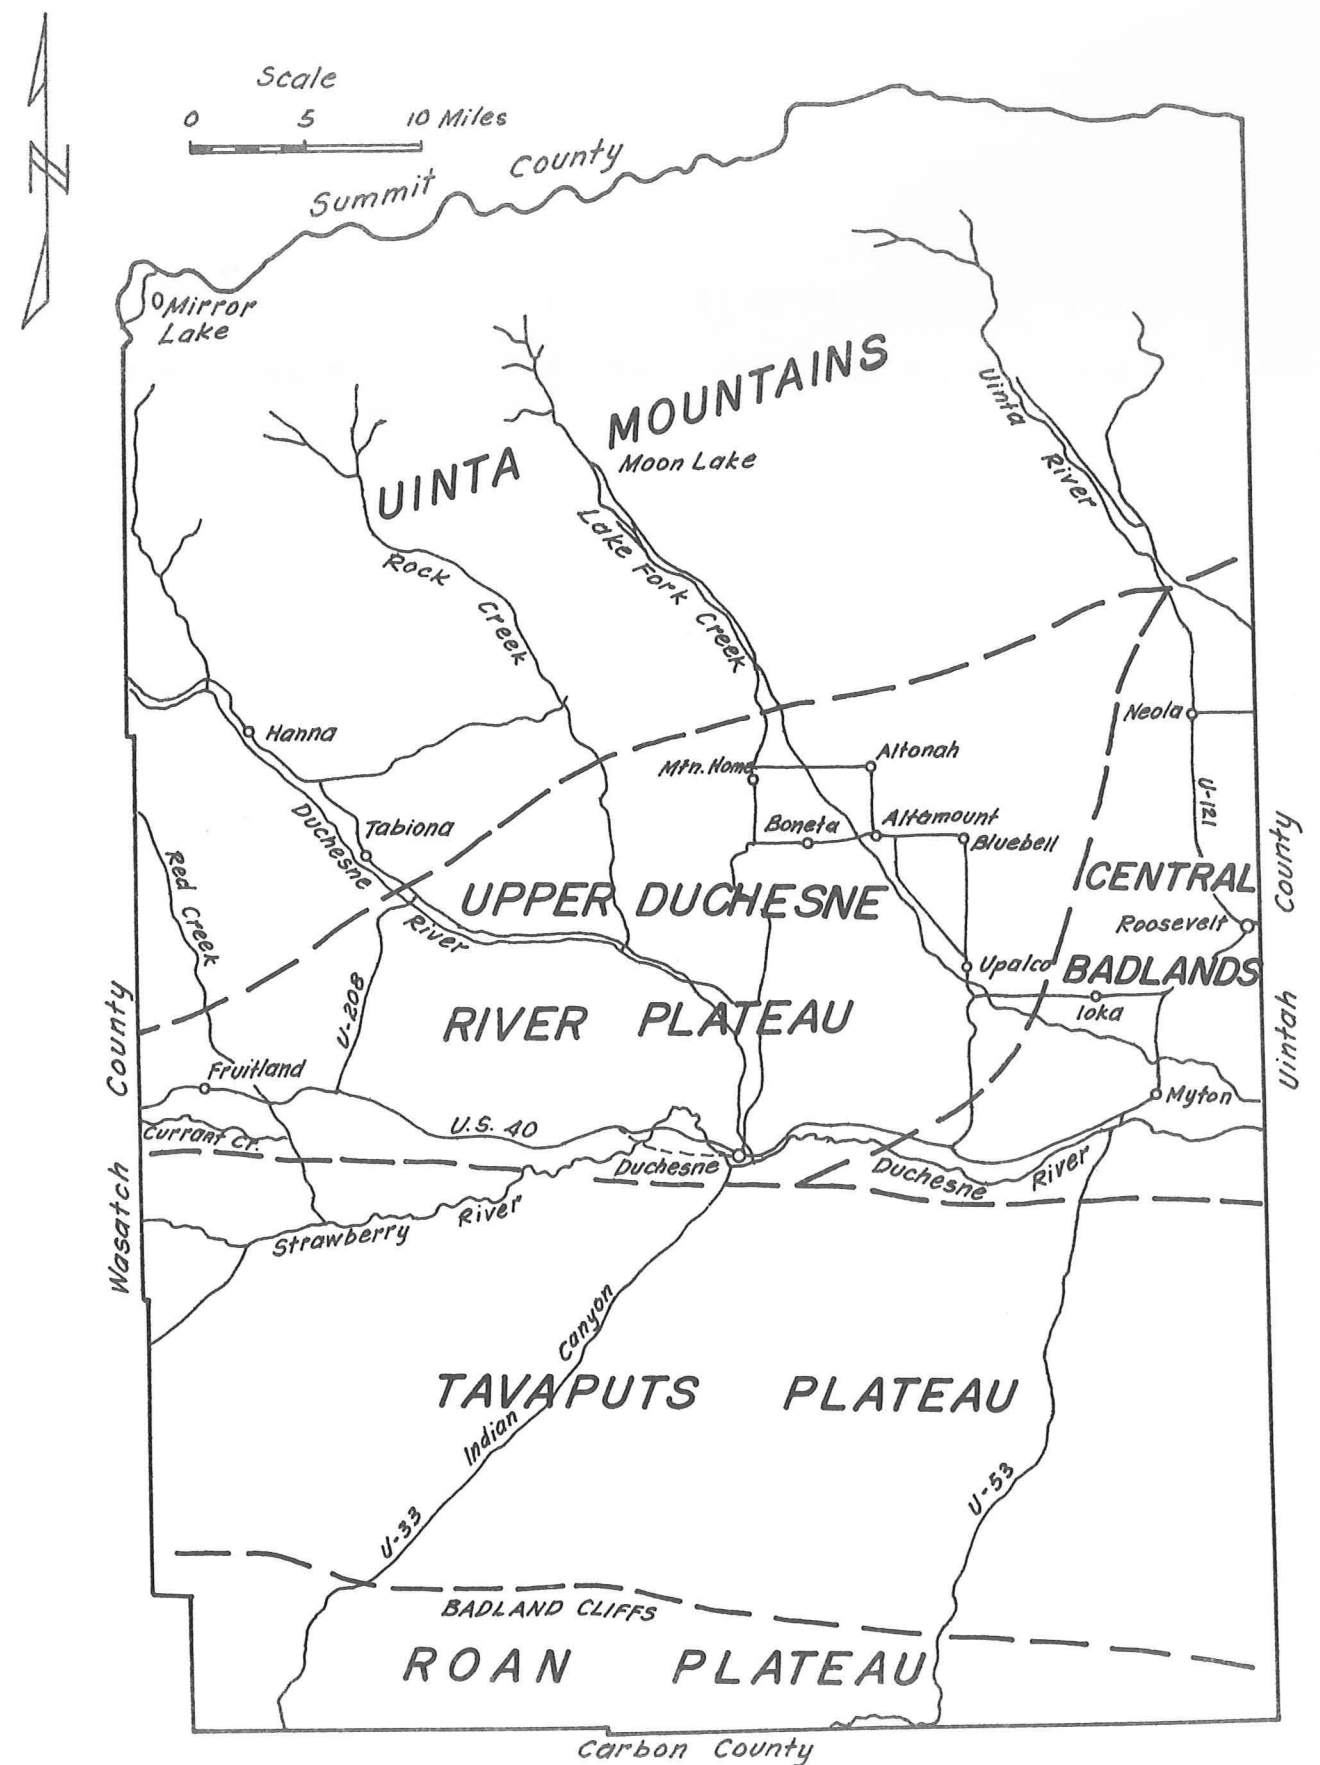 Scale
0 5 10 Miles
N
Summit County
Mirror Lake
UINTA MOUNTAINS
Moon Lake
Uinta River
Lake Fork Creek
Rock Creek
Hanna
Neola
Mtn. Home
Altonah
U-121
Duchesne River
Tabiona
Boneta
Altamount
Bluebell
Red Creek
UPPER DUCHESNE
RIVER PLATEAU
CENTRAL
BADLANDS
Roosevelt
Upalco
Ioka
U-208
Fruitland
Myton
U.S. 40
Currant Cr.
Duchesne
Duchesne River
Strawberry River
Wasatch County
Uintah County
Indian Canyon
TAVAPUTS PLATEAU
U-33
U-53
BADLAND CLIFFS
ROAN PLATEAU
Carbon County